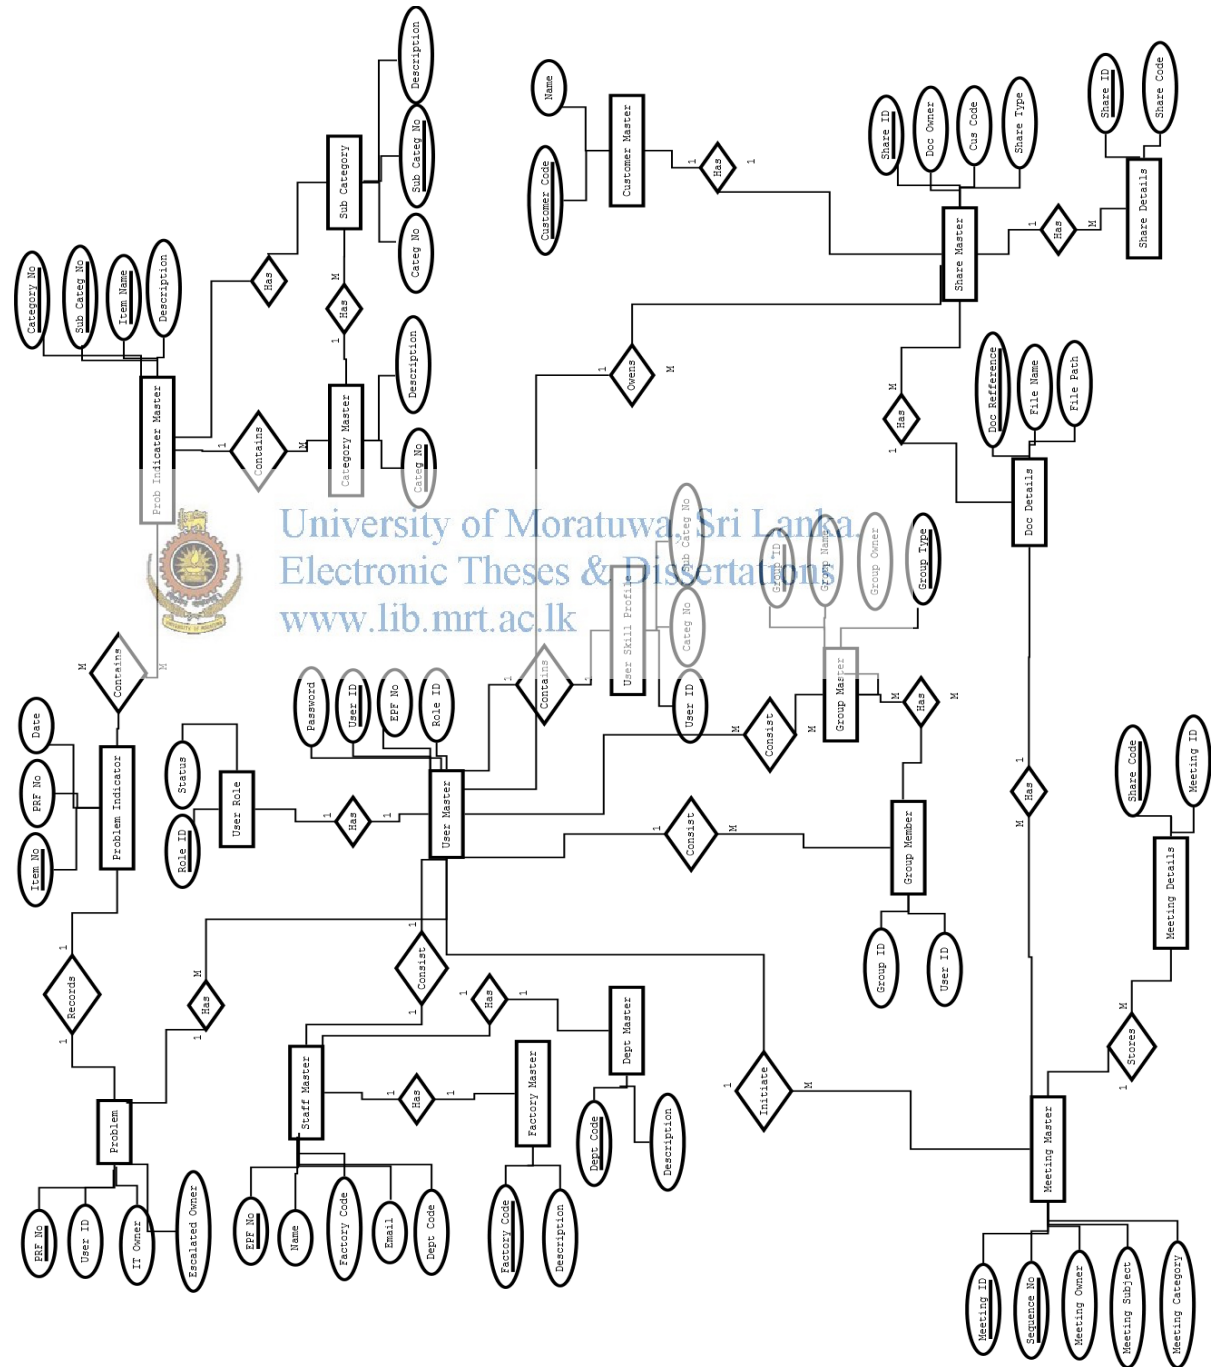 Description
Sub Categ No
Categ No
Sub Category
Category No
Sub Categ No
Item Name
Description
Prob Indicater Master
Has
Has
1
M
Contains
1
M
Category Master
Description
Categ No
Name
Customer Code
Customer Master
Has
1
1
Share ID
Doc Owner
Cus Code
Share Type
Share Master
Share ID
Share Code
Share Details
Has
1
M
Owens
1
M
Has
M
1
Doc Refference
File Name
File Path
Doc Details
University of Moratuwa, Sri Lanka.
Electronic Theses & Dissertations
www.lib.mrt.ac.lk
UNIVERSITY OF MORATUWA
Contains
M
M
Date
PRF No
Item No
Problem Indicator
Status
Role ID
User Role
Has
1
1
Password
User ID
EPF No
Role ID
User Master
Contains
1
1
User Skill Profile
Sub Categ No
Categ No
User ID
Group ID
Group Name
Group Owner
Group Type
Group Master
Consist
M
M
Has
M
M
Consist
1
M
Group Member
Group ID
User ID
Has
1
M
Share Code
Meeting ID
Meeting Details
Stores
M
1
Records
1
1
Has
M
1
Consist
1
1
Has
1
1
Dept Master
Dept Code
Description
Problem
PRF No
User ID
IT Owner
Escalated Owner
Staff Master
EPF No
Name
Factory Code
Email
Dept Code
Has
1
1
Factory Master
Factory Code
Description
Initiate
1
M
Meeting Master
Meeting ID
Sequence No
Meeting Owner
Meeting Subject
Meeting Category